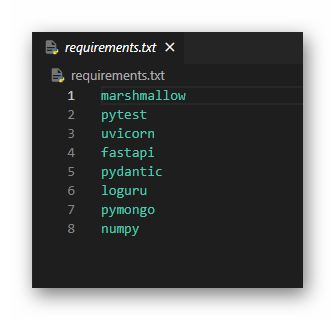 requirements.txt
requirements.txt
1 marshmallow
2 pytest
3 uvicorn
4 fastapi
5 pydantic
6 loguru
7 pymongo
8 numpy